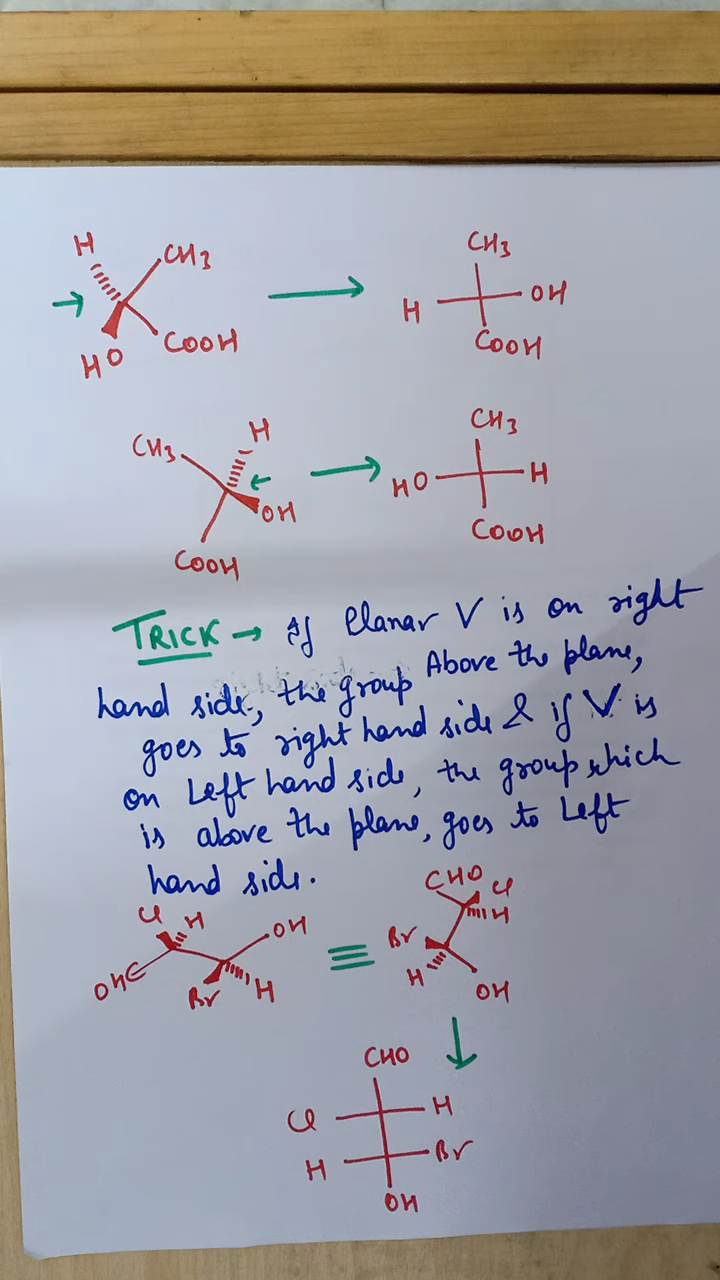 H CH₃
HO COOH
CH₃
H OH
COOH
CH₃ H
OH
COOH
CH₃
HO H
COOH
TRICK → If Planar V is on right
hand side, the group Above the plane,
goes to right hand side & if V is
on Left hand side, the group which
is above the plane, goes to Left
hand side.
Cl H OH
OHC Br H
≡
CHO Cl
H
Br
H OH
CHO
Cl H
H Br
OH